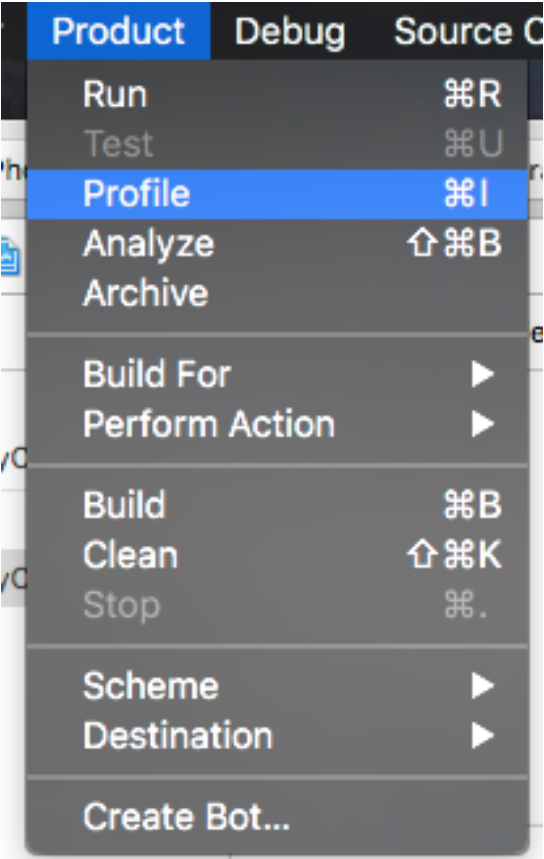 Product Debug Source C
Run ⌘R
Test ⌘U
Profile ⌘I
Analyze ⇧⌘B
Archive
Build For ▶
Perform Action ▶
Build ⌘B
Clean ⇧⌘K
Stop ⌘.
Scheme ▶
Destination ▶
Create Bot...